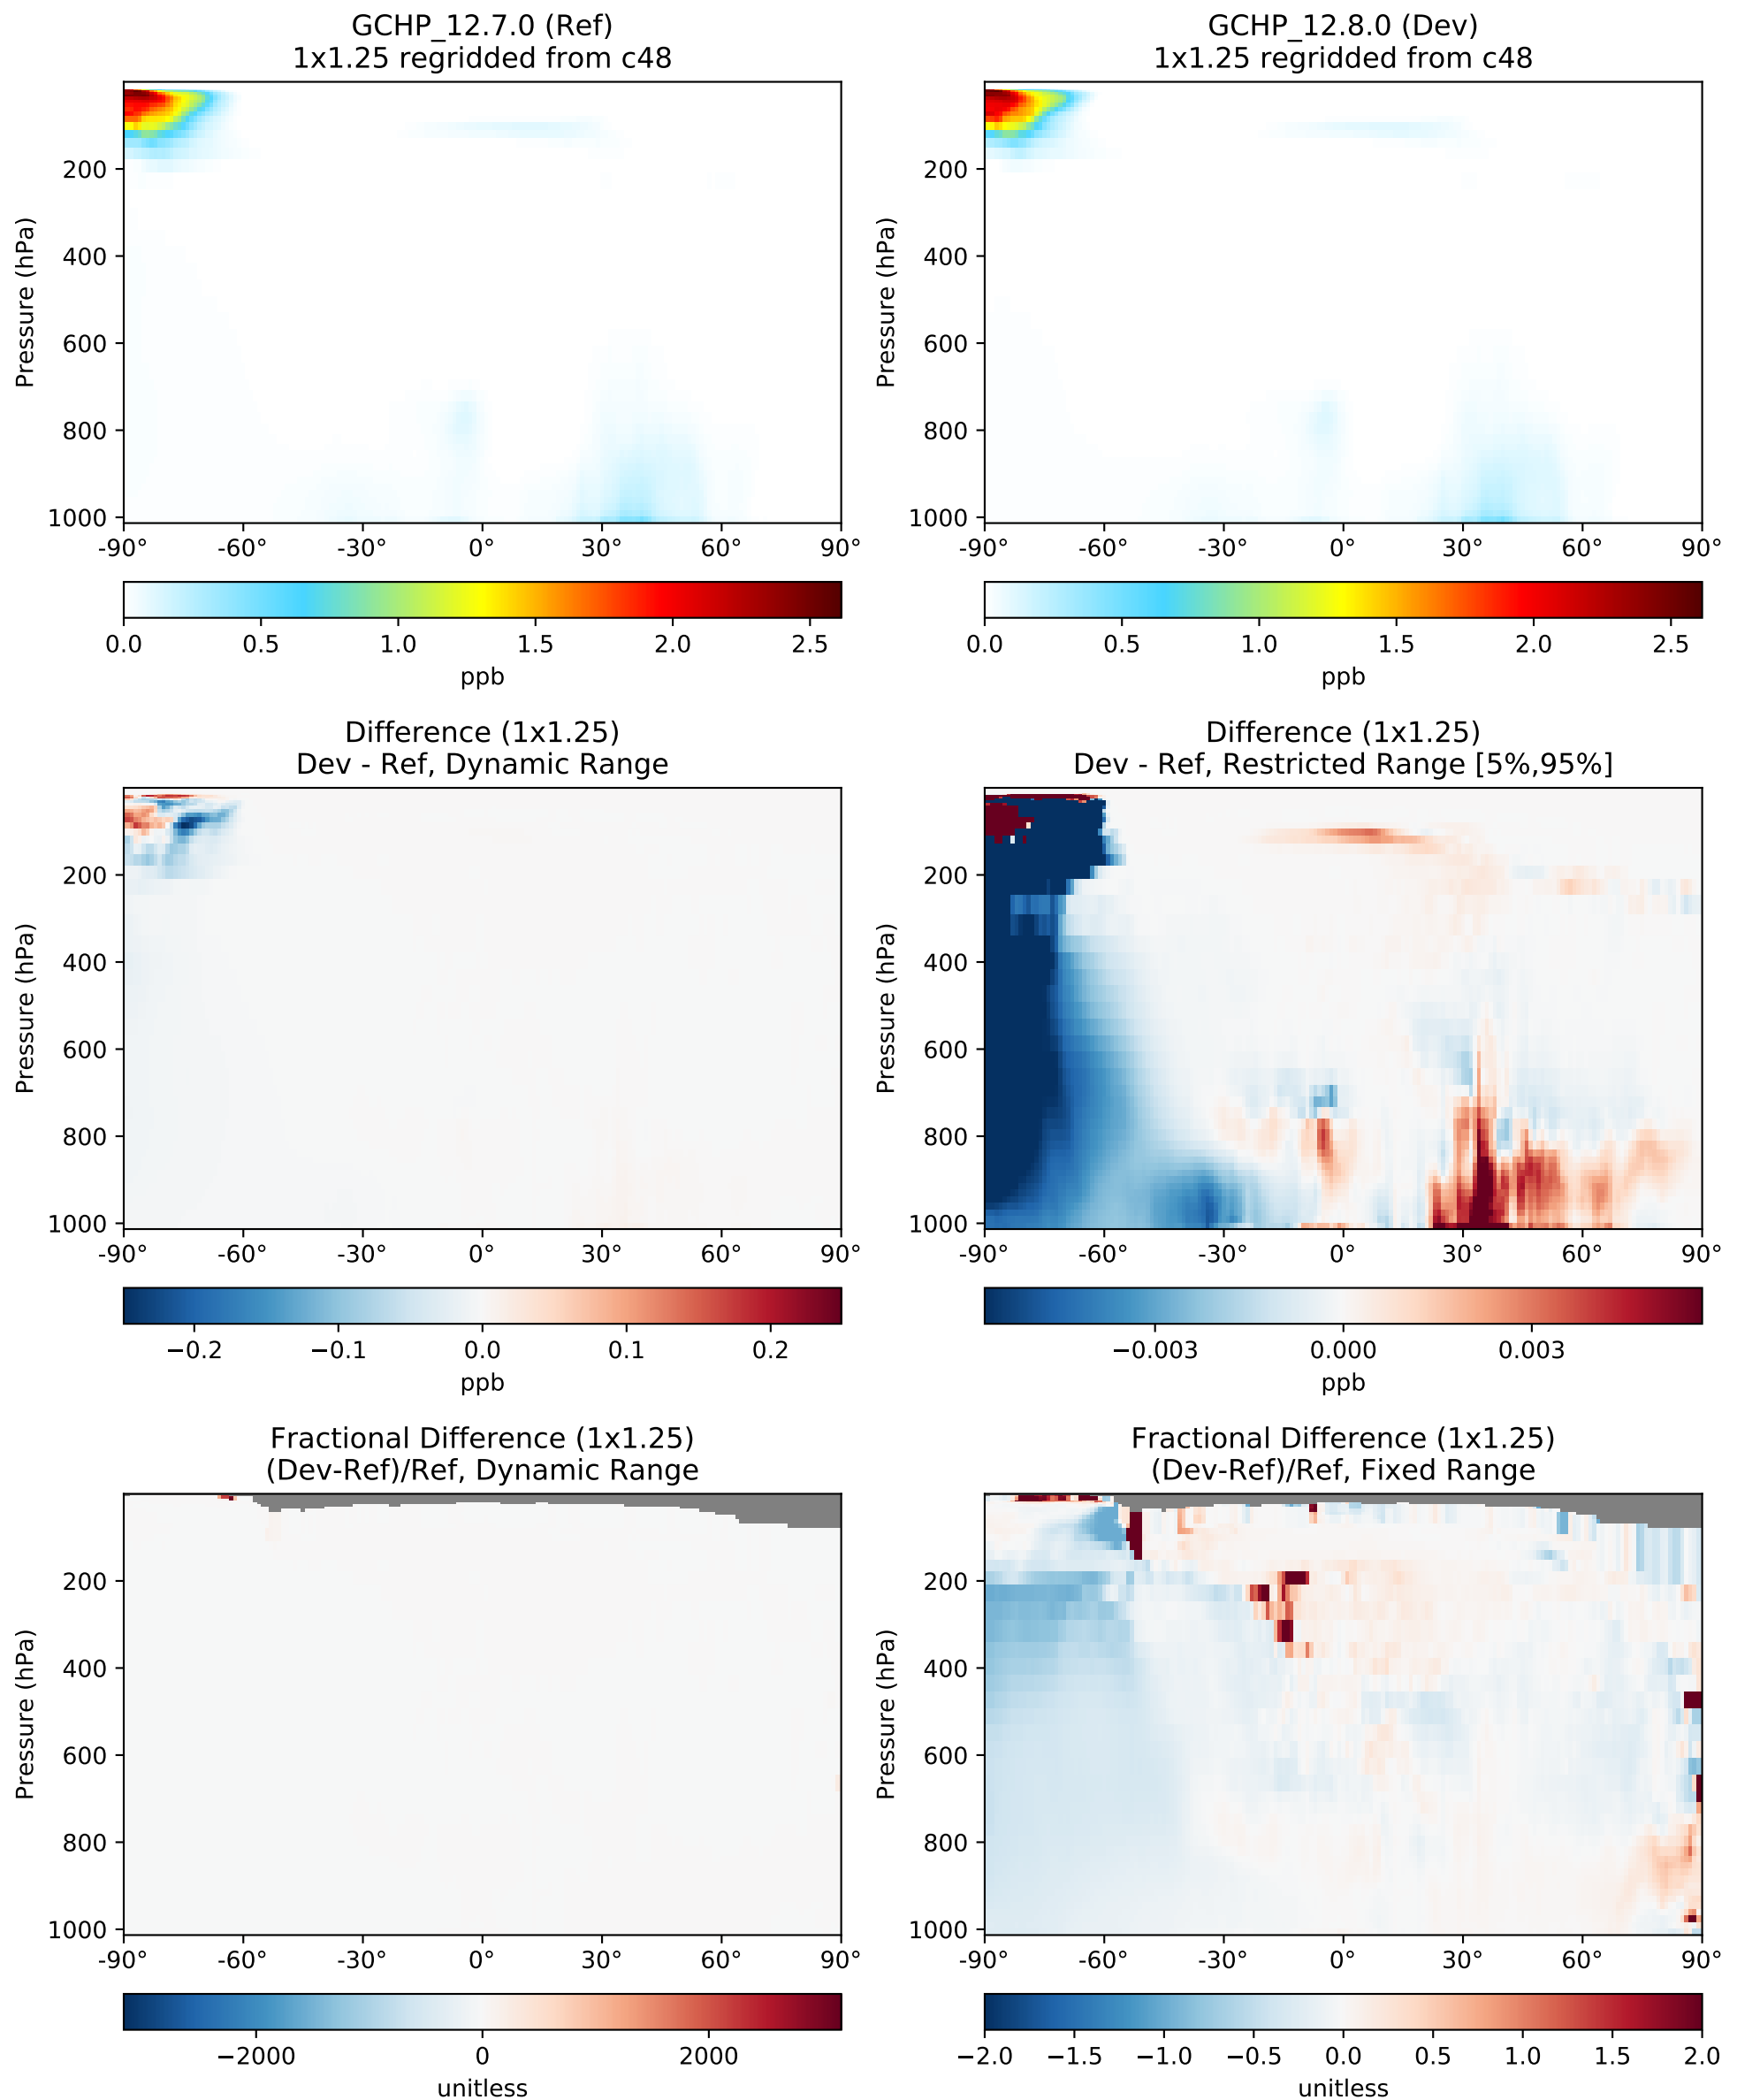 GCHP_12.7.0 (Ref)
1x1.25 regridded from c48
Pressure (hPa)
200
400
600
800
1000
-90° -60° -30° 0° 30° 60° 90°
0.0 0.5 1.0 1.5 2.0 2.5
ppb
GCHP_12.8.0 (Dev)
1x1.25 regridded from c48
Pressure (hPa)
200
400
600
800
1000
-90° -60° -30° 0° 30° 60° 90°
0.0 0.5 1.0 1.5 2.0 2.5
ppb
Difference (1x1.25)
Dev - Ref, Dynamic Range
Pressure (hPa)
200
400
600
800
1000
-90° -60° -30° 0° 30° 60° 90°
−0.2 −0.1 0.0 0.1 0.2
ppb
Difference (1x1.25)
Dev - Ref, Restricted Range [5%,95%]
Pressure (hPa)
200
400
600
800
1000
-90° -60° -30° 0° 30° 60° 90°
−0.003 0.000 0.003
ppb
Fractional Difference (1x1.25)
(Dev-Ref)/Ref, Dynamic Range
Pressure (hPa)
200
400
600
800
1000
-90° -60° -30° 0° 30° 60° 90°
−2000 0 2000
unitless
Fractional Difference (1x1.25)
(Dev-Ref)/Ref, Fixed Range
Pressure (hPa)
200
400
600
800
1000
-90° -60° -30° 0° 30° 60° 90°
−2.0 −1.5 −1.0 −0.5 0.0 0.5 1.0 1.5 2.0
unitless